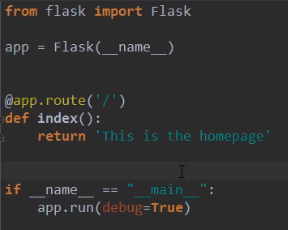 from flask import Flask
app = Flask(__name__)
@app.route('/')
def index():
    return 'This is the homepage'
if __name__ == "__main__":
    app.run(debug=True)